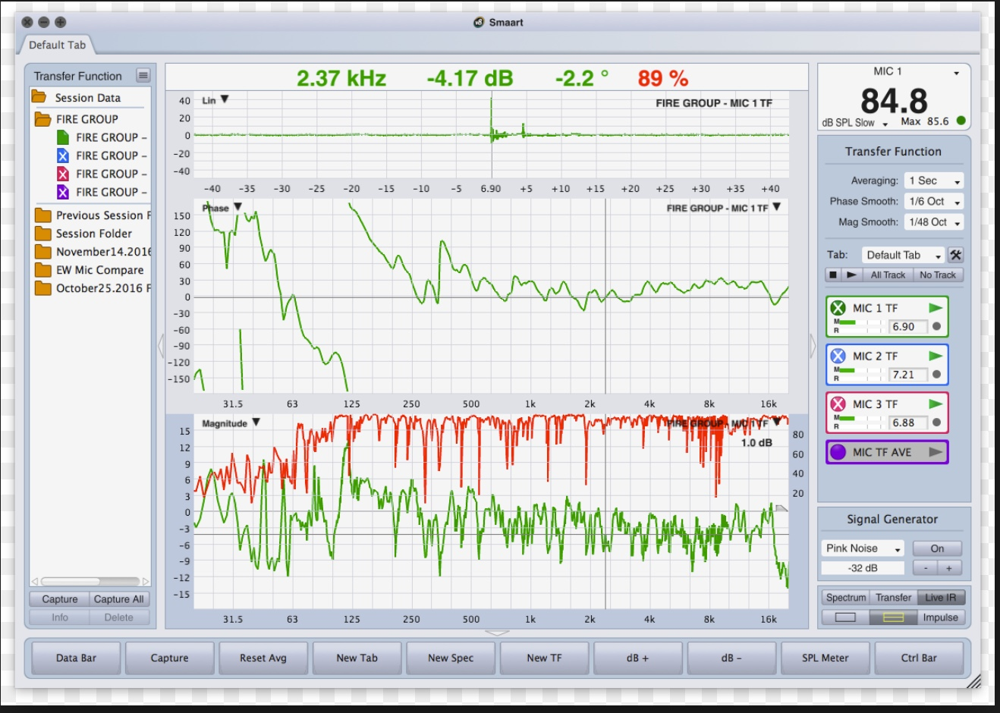 Smaart
Default Tab
Transfer Function
Session Data
FIRE GROUP
FIRE GROUP –
FIRE GROUP –
FIRE GROUP –
FIRE GROUP –
Previous Session F
Session Folder
November14.2016
EW Mic Compare
October25.2016 F
Capture Capture All
Info Delete
2.37 kHz -4.17 dB -2.2 ° 89 %
Lin FIRE GROUP - MIC 1 TF
40
20
0
-20
-40
-40 -35 -30 -25 -20 -15 -10 -5 6.90 +5 +10 +15 +20 +25 +30 +35 +40
Phase FIRE GROUP - MIC 1 TF
150
120
90
60
30
0
-30
-60
-90
-120
-150
31.5 63 125 250 500 1k 2k 4k 8k 16k
Magnitude FIRE GROUP - MIC 1 TF
1.0 dB
15
12
9
6
3
0
-3
-6
-9
-12
-15
80
60
40
20
31.5 63 125 250 500 1k 2k 4k 8k 16k
MIC 1
84.8
dB SPL Slow Max 85.6
Transfer Function
Averaging: 1 Sec
Phase Smooth: 1/6 Oct
Mag Smooth: 1/48 Oct
Tab: Default Tab
All Track No Track
MIC 1 TF
M
R 6.90
MIC 2 TF
M
R 7.21
MIC 3 TF
M
R 6.88
MIC TF AVE
Signal Generator
Pink Noise On
-32 dB - +
Spectrum Transfer Live IR
Impulse
Data Bar Capture Reset Avg New Tab New Spec New TF dB + dB – SPL Meter Ctrl Bar